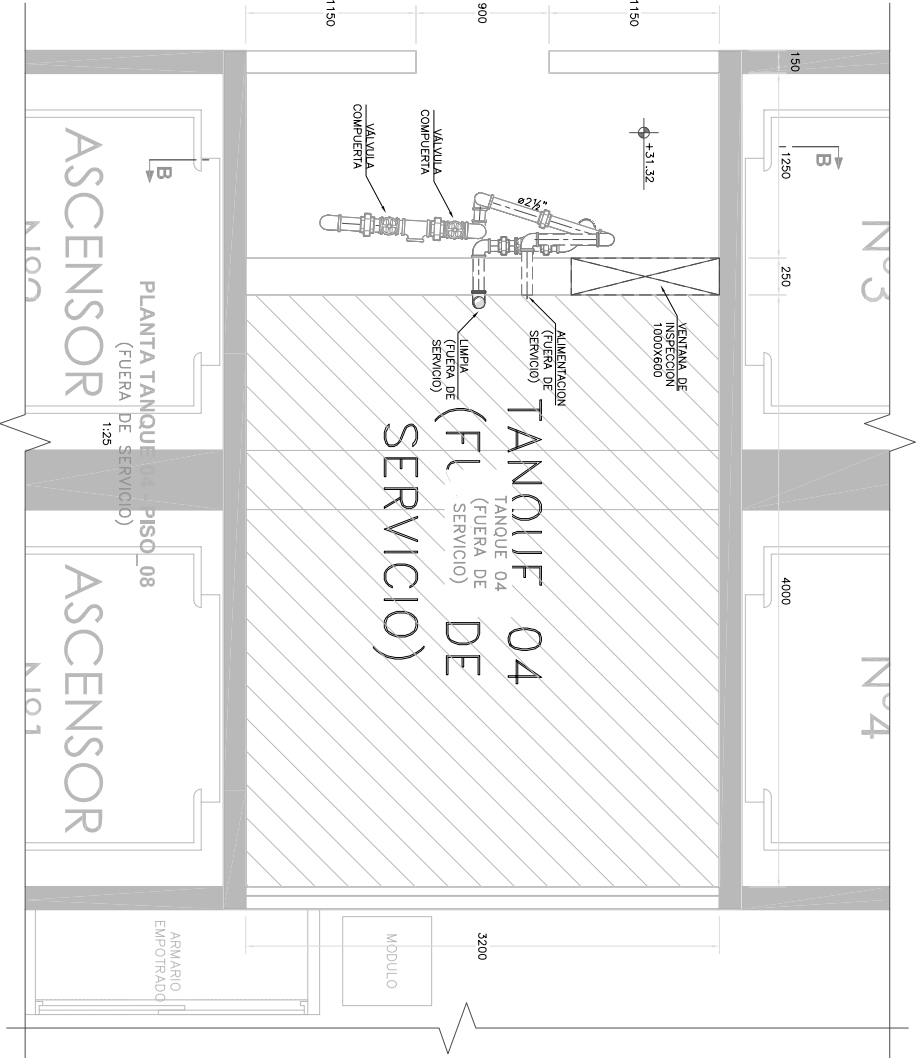 Nº 3
Nº 4
B
150
1250
250
4000
1150
900
1150
+31.32
VENTANA DE
INSPECCION
1000X600
ø2½"
ALIMENTACION
(FUERA DE
SERVICIO)
LIMPIA
(FUERA DE
SERVICIO)
VÁLVULA
COMPUERTA
VÁLVULA
COMPUERTA
TANQUE 04
DE
SERVICIO)
TANQUE 04
(FUERA DE
SERVICIO)
3200
MODULO
ARMARIO
EMPOTRADO
B
PLANTA TANQUE 04 - PISO_08
(FUERA DE SERVICIO)
1:25
ASCENSOR
ASCENSOR